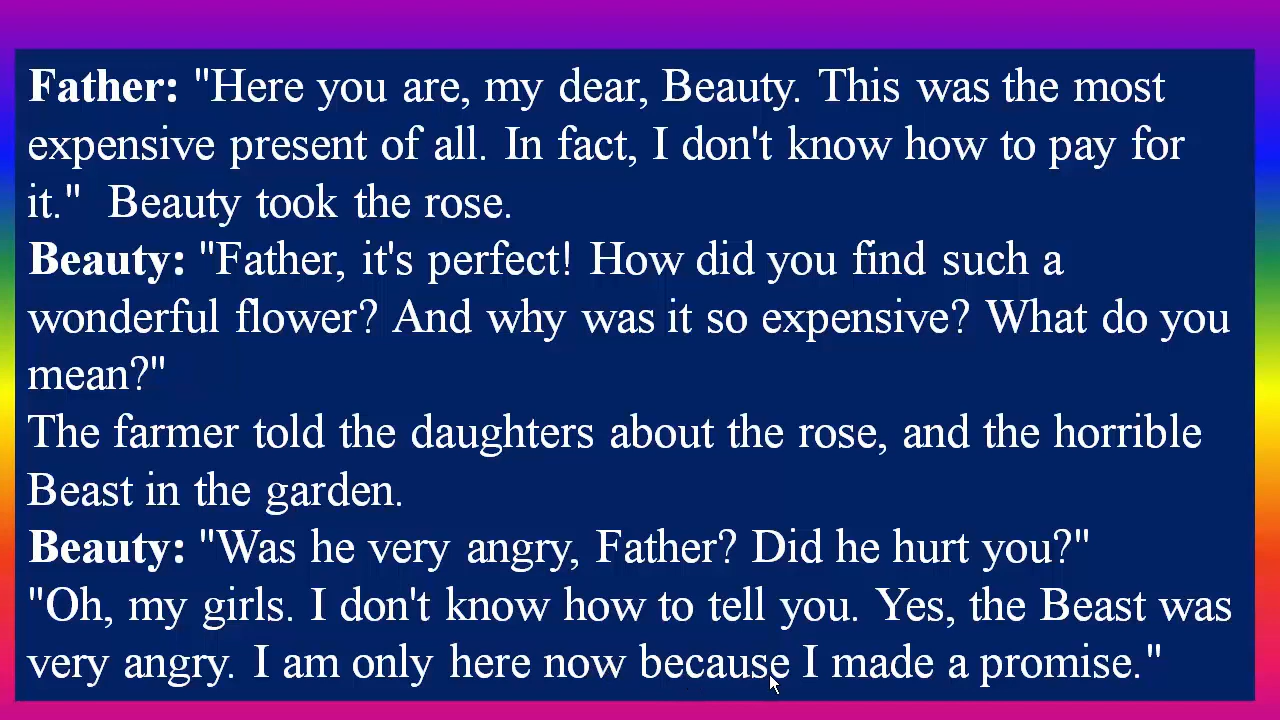 Father: "Here you are, my dear, Beauty. This was the most
expensive present of all. In fact, I don't know how to pay for
it."  Beauty took the rose.
Beauty: "Father, it's perfect! How did you find such a
wonderful flower? And why was it so expensive? What do you
mean?"
The farmer told the daughters about the rose, and the horrible
Beast in the garden.
Beauty: "Was he very angry, Father? Did he hurt you?"
"Oh, my girls. I don't know how to tell you. Yes, the Beast was
very angry. I am only here now because I made a promise."